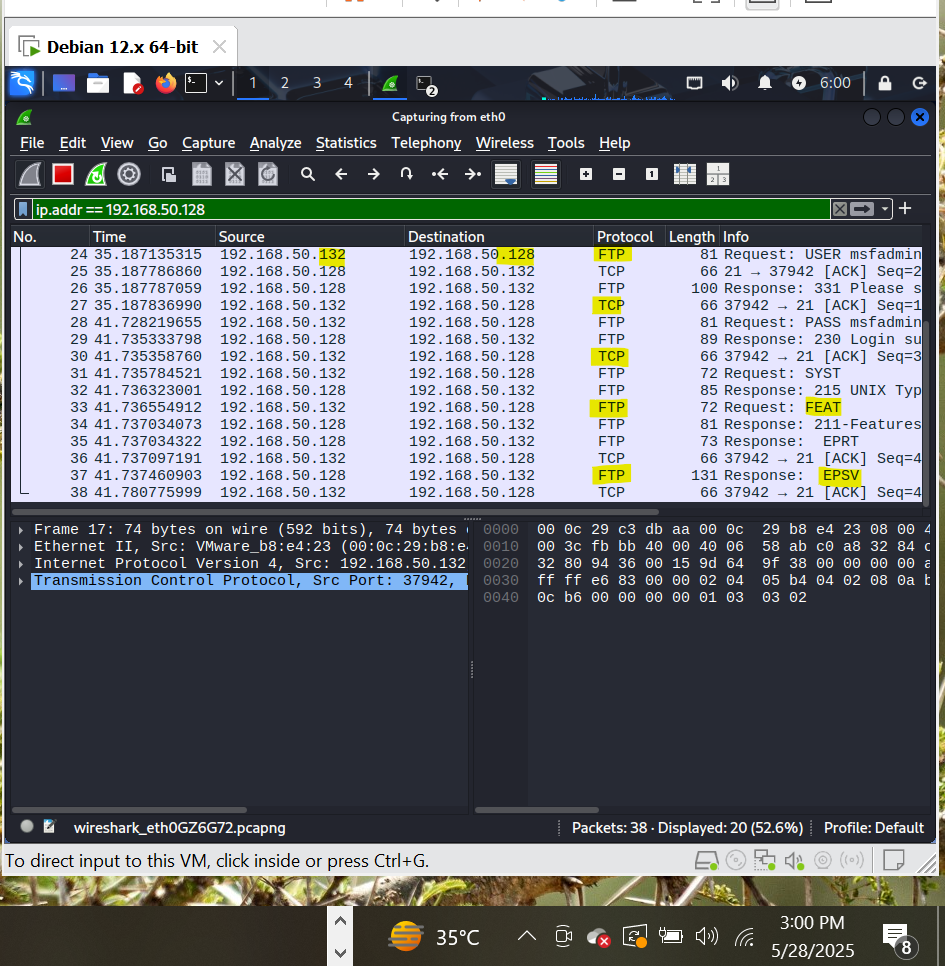 Debian 12.x 64-bit
1 2 3 4 2 6:00
Capturing from eth0
File Edit View Go Capture Analyze Statistics Telephony Wireless Tools Help
ip.addr == 192.168.50.128
No. Time Source Destination Protocol Length Info
24 35.187135315 192.168.50.132 192.168.50.128 FTP 81 Request: USER msfadmin
25 35.187786860 192.168.50.128 192.168.50.132 TCP 66 21 → 37942 [ACK] Seq=2
26 35.187787059 192.168.50.128 192.168.50.132 FTP 100 Response: 331 Please s
27 35.187836990 192.168.50.132 192.168.50.128 TCP 66 37942 → 21 [ACK] Seq=1
28 41.728219655 192.168.50.132 192.168.50.128 FTP 81 Request: PASS msfadmin
29 41.735333798 192.168.50.128 192.168.50.132 FTP 89 Response: 230 Login su
30 41.735358760 192.168.50.132 192.168.50.128 TCP 66 37942 → 21 [ACK] Seq=3
31 41.735784521 192.168.50.132 192.168.50.128 FTP 72 Request: SYST
32 41.736323001 192.168.50.128 192.168.50.132 FTP 85 Response: 215 UNIX Typ
33 41.736554912 192.168.50.132 192.168.50.128 FTP 72 Request: FEAT
34 41.737034073 192.168.50.128 192.168.50.132 FTP 81 Response: 211-Features
35 41.737034322 192.168.50.128 192.168.50.132 FTP 73 Response: EPRT
36 41.737097191 192.168.50.132 192.168.50.128 TCP 66 37942 → 21 [ACK] Seq=4
37 41.737460903 192.168.50.128 192.168.50.132 FTP 131 Response: EPSV
38 41.780775999 192.168.50.132 192.168.50.128 TCP 66 37942 → 21 [ACK] Seq=4
Frame 17: 74 bytes on wire (592 bits), 74 bytes
Ethernet II, Src: VMware_b8:e4:23 (00:0c:29:b8:e
Internet Protocol Version 4, Src: 192.168.50.132
Transmission Control Protocol, Src Port: 37942,
0000 00 0c 29 c3 db aa 00 0c 29 b8 e4 23 08 00 4
0010 00 3c fb bb 40 00 40 06 58 ab c0 a8 32 84 c
0020 32 80 94 36 00 15 9d 64 9f 38 00 00 00 00 a
0030 ff ff e6 83 00 00 02 04 05 b4 04 02 08 0a b
0040 0c b6 00 00 00 00 01 03 03 02
wireshark_eth0GZ6G72.pcapng
Packets: 38 · Displayed: 20 (52.6%)
Profile: Default
To direct input to this VM, click inside or press Ctrl+G.
35°C
3:00 PM
5/28/2025
8